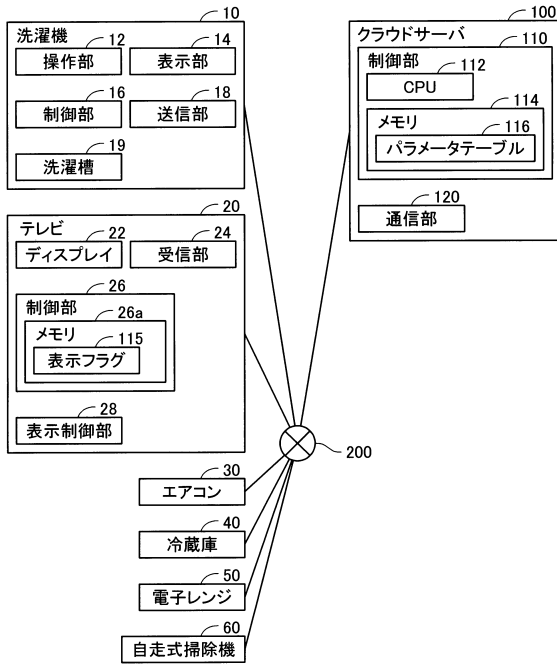 10
洗濯機
12
操作部
14
表示部
16
制御部
18
送信部
19
洗濯槽
20
テレビ
22
ディスプレイ
24
受信部
26
制御部
26a
メモリ
115
表示フラグ
28
表示制御部
100
クラウドサーバ
110
制御部
112
CPU
114
メモリ
116
パラメータテーブル
120
通信部
200
30
エアコン
40
冷蔵庫
50
電子レンジ
60
自走式掃除機